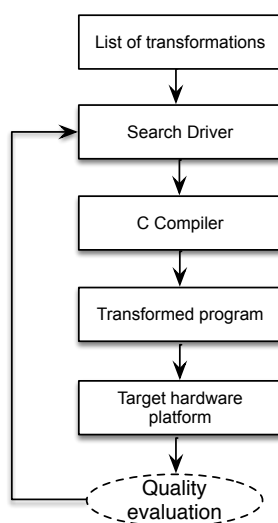 List of transformations
Search Driver
C Compiler
Transformed program
Target hardware
platform
Quality
evaluation